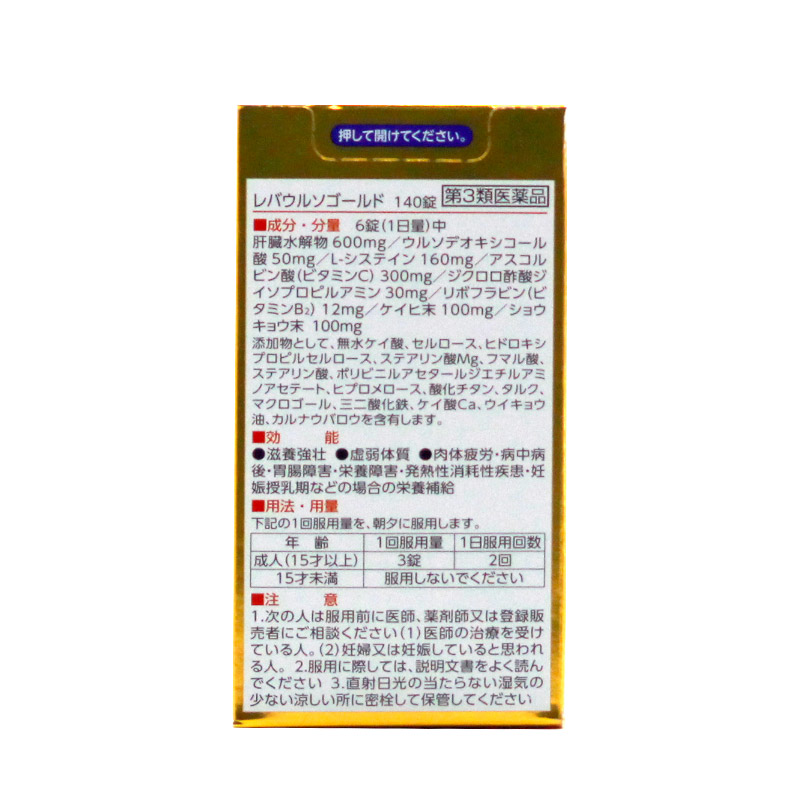 押して開けてください。
レバウルソゴールド 140錠 第3類医薬品
■成分・分量 6錠(1日量)中
肝臓水解物600mg/ウルソデオキシコール
酸50mg/L-システイン160mg/アスコル
ビン酸(ビタミンC)300mg/ジクロロ酢酸ジ
イソプロピルアミン30mg/リボフラビン(ビ
タミンB₂)12mg/ケイヒ末100mg/ショウ
キョウ末 100mg
添加物として、無水ケイ酸、セルロース、ヒドロキシ
プロピルセルロース、ステアリン酸Mg、フマル酸、
ステアリン酸、ポリビニルアセタールジエチルアミ
ノアセテート、ヒプロメロース、酸化チタン、タルク、
マクロゴール、三二酸化鉄、ケイ酸Ca、ウイキョウ
油、カルナウバロウを含有します。
■効 能
●滋養強壮 ●虚弱体質 ●肉体疲労・病中病
後・胃腸障害・栄養障害・発熱性消耗性疾患・妊
娠授乳期などの場合の栄養補給
■用法・用量
下記の1回服用量を、朝夕に服用します。
年 齢 1回服用量 1日服用回数
成人(15才以上) 3錠 2回
15才未満 服用しないでください
■注 意
1.次の人は服用前に医師、薬剤師又は登録販
売者にご相談ください(1)医師の治療を受け
ている人。(2)妊婦又は妊娠していると思われ
る人。 2.服用に際しては、説明文書をよく読ん
でください 3.直射日光の当たらない湿気の
少ない涼しい所に密栓して保管してください